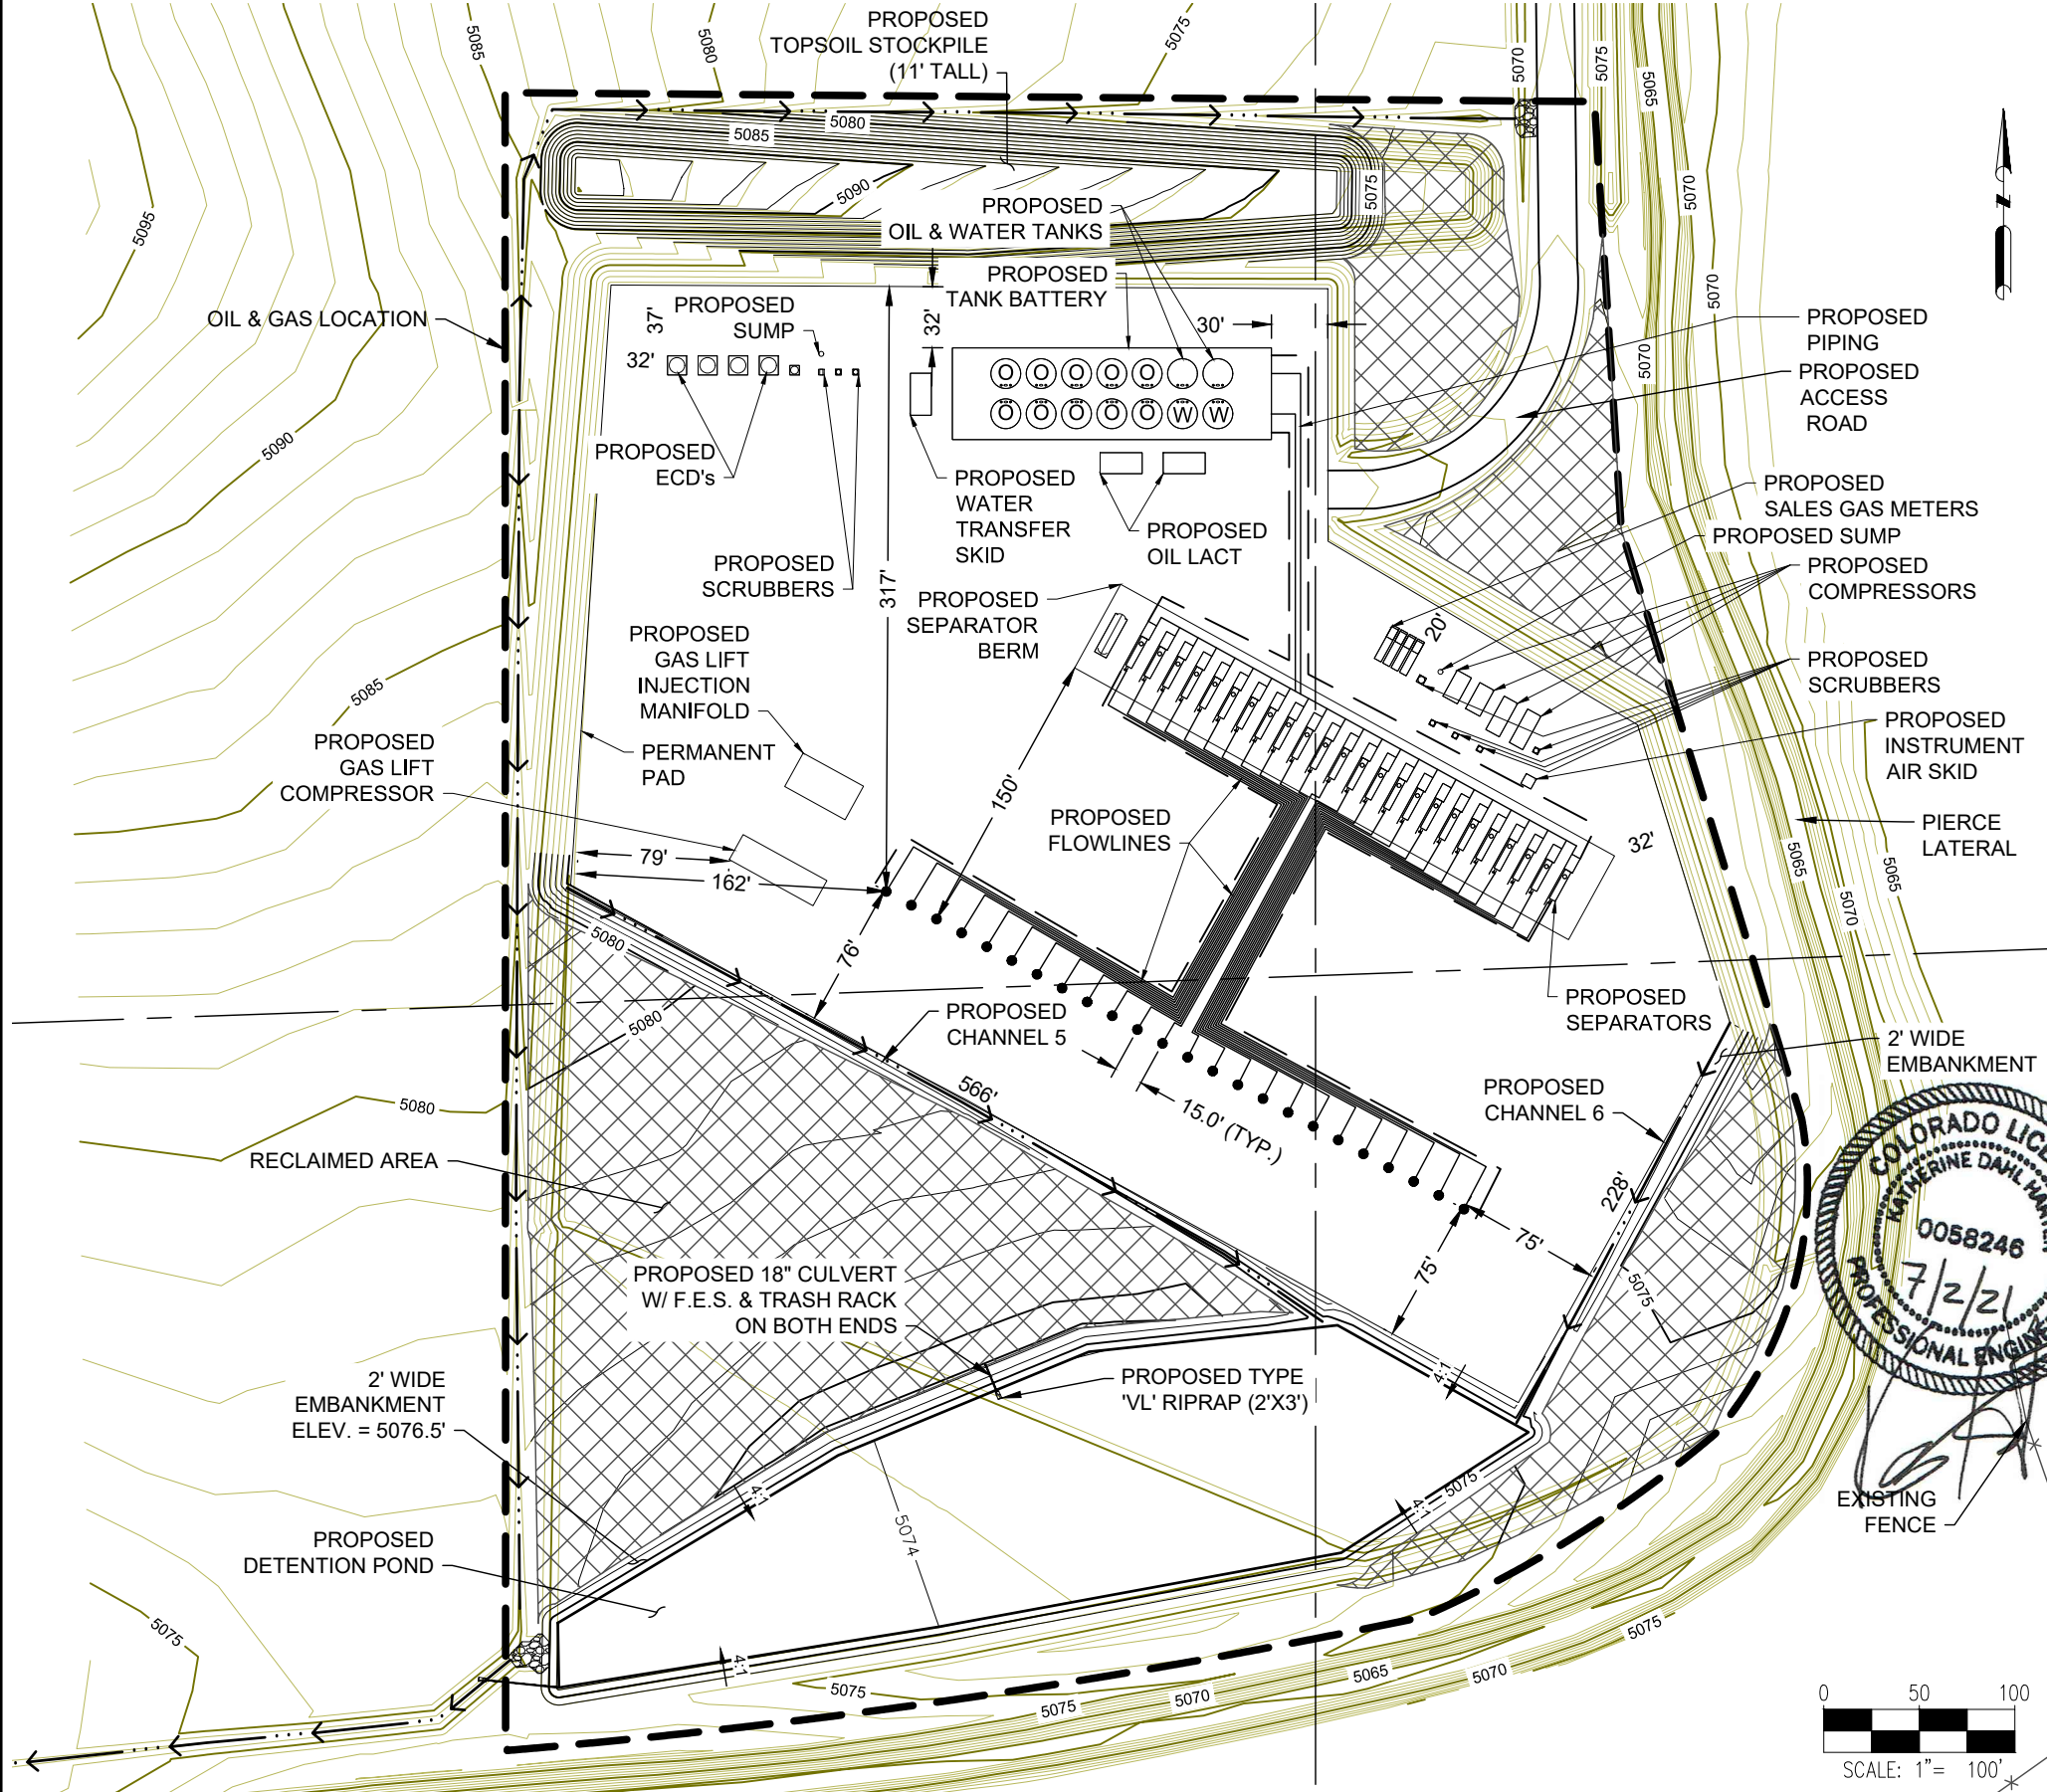 PROPOSED
TOPSOIL STOCKPILE
(11' TALL)
5085
5080
5075
5070
5075
5065
5085
5080
5095
5090
5075
5070
PROPOSED
OIL & WATER TANKS
PROPOSED
TANK BATTERY
OIL & GAS LOCATION
37'
32'
PROPOSED
SUMP
32'
30'
5070
5070
PROPOSED
PIPING
PROPOSED
ACCESS
ROAD
O O O O O
O O O O O W W
5090
PROPOSED
ECD's
PROPOSED
WATER
TRANSFER
SKID
PROPOSED
OIL LACT
PROPOSED
SALES GAS METERS
PROPOSED SUMP
PROPOSED
COMPRESSORS
PROPOSED
SCRUBBERS
317'
PROPOSED
SEPARATOR
BERM
20'
PROPOSED
SCRUBBERS
PROPOSED
GAS LIFT
INJECTION
MANIFOLD
5085
PROPOSED
GAS LIFT
COMPRESSOR
PERMANENT
PAD
PROPOSED
INSTRUMENT
AIR SKID
150'
PROPOSED
FLOWLINES
32'
PIERCE
LATERAL
5065
5065
5070
79'
162'
5080
76'
5080
PROPOSED
CHANNEL 5
PROPOSED
SEPARATORS
2' WIDE
EMBANKMENT
566'
15.0' (TYP.)
PROPOSED
CHANNEL 6
5080
RECLAIMED AREA
228'
75'
75'
5075
COLORADO LICE
KATHERINE DAHL
0058246
7/2/21
PROFESSIONAL
PROPOSED 18" CULVERT
W/ F.E.S. & TRASH RACK
ON BOTH ENDS
PROPOSED TYPE
'VL' RIPRAP (2'X3')
4:1
2' WIDE
EMBANKMENT
ELEV. = 5076.5'
4:1
5074
4:1
5075
EXISTING
FENCE
PROPOSED
DETENTION POND
5075
4:1
5075
5075
5070
5065
5070
5075
0 50 100
SCALE: 1"= 100'